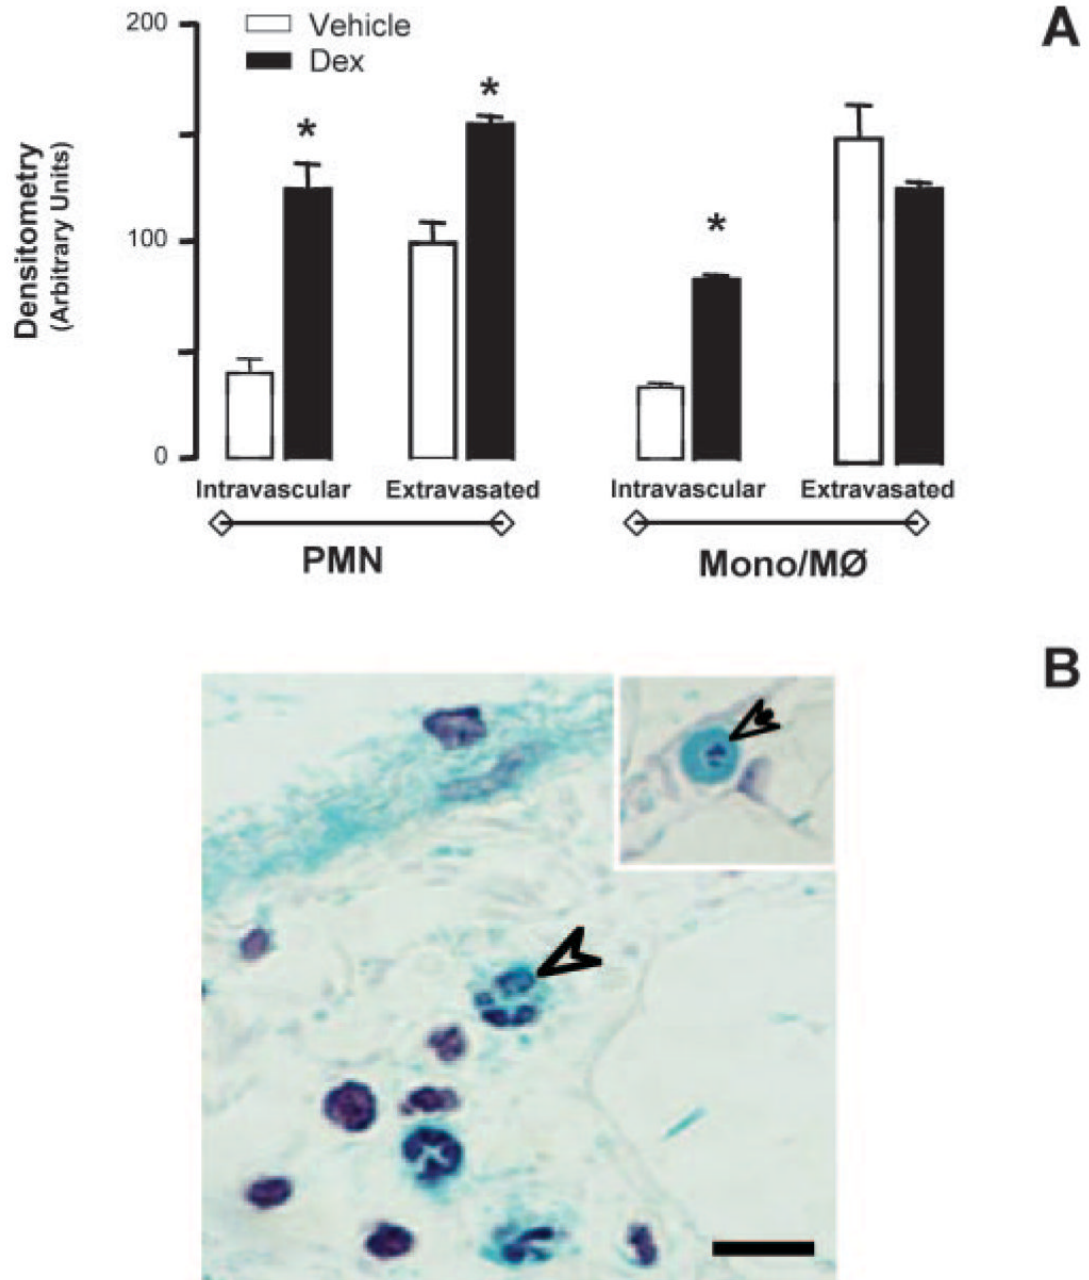 A
200
Vehicle
Dex
*
*
*
100
0
Densitometry
(Arbitrary Units)
Intravascular Extravasated Intravascular Extravasated
PMN Mono/MØ
B